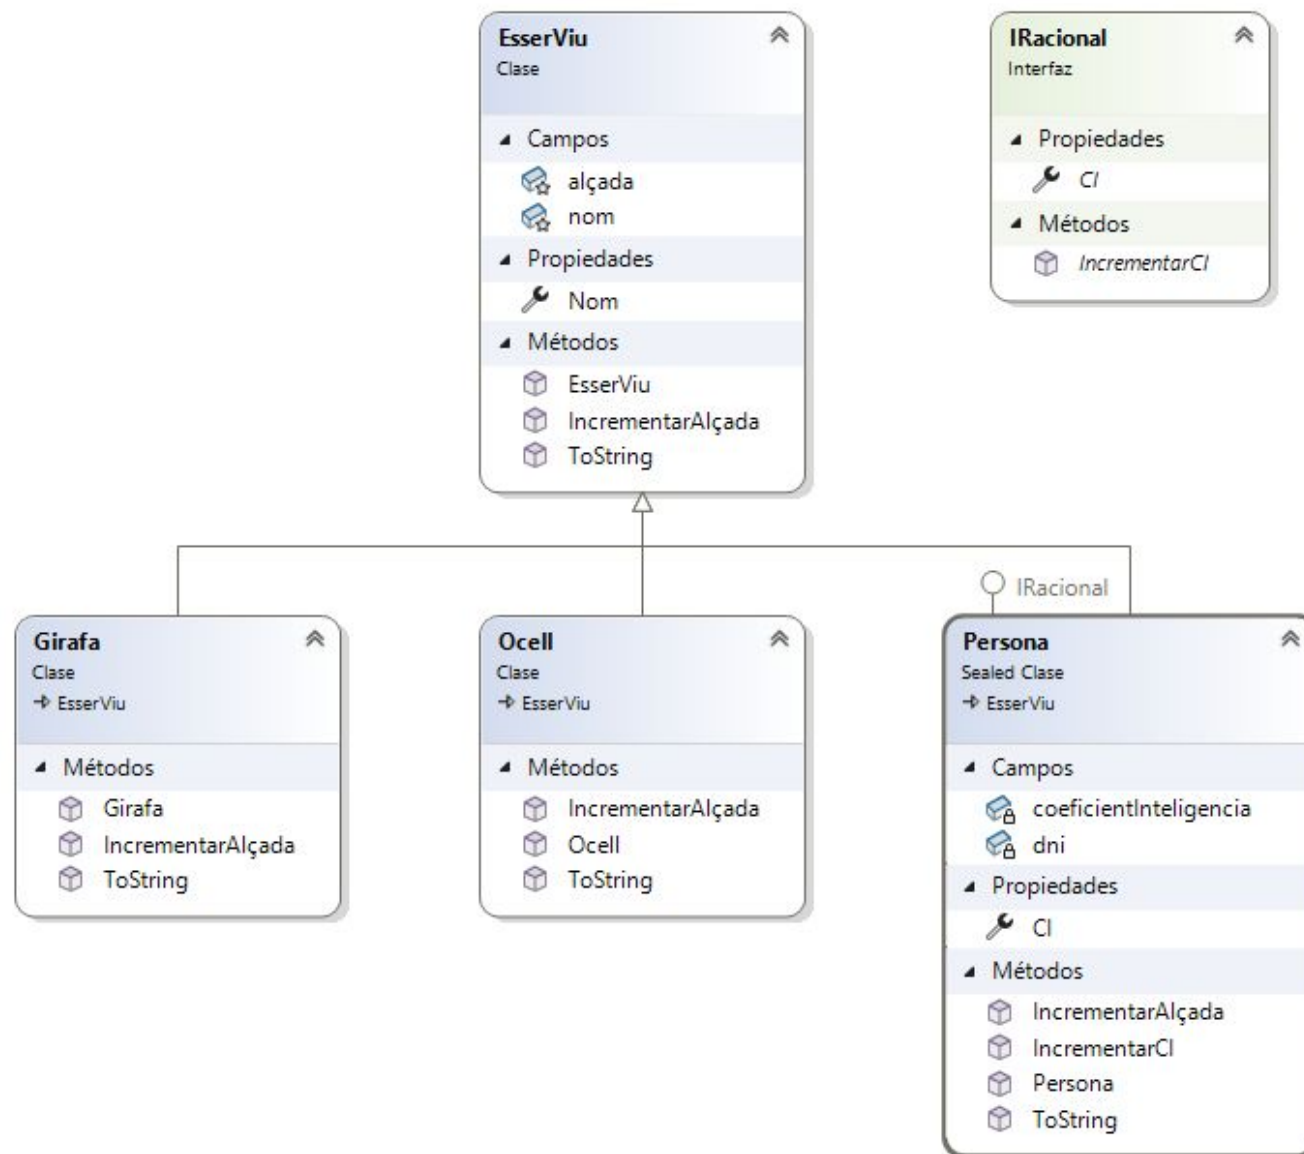 EsserViu
Clase
Campos
alçada
nom
Propiedades
Nom
Métodos
EsserViu
IncrementarAlçada
ToString
IRacional
Interfaz
Propiedades
CI
Métodos
IncrementarCI
Girafa
Clase
EsserViu
Métodos
Girafa
IncrementarAlçada
ToString
Ocell
Clase
EsserViu
Métodos
IncrementarAlçada
Ocell
ToString
IRacional
Persona
Sealed Clase
EsserViu
Campos
coeficientInteligencia
dni
Propiedades
CI
Métodos
IncrementarAlçada
IncrementarCI
Persona
ToString